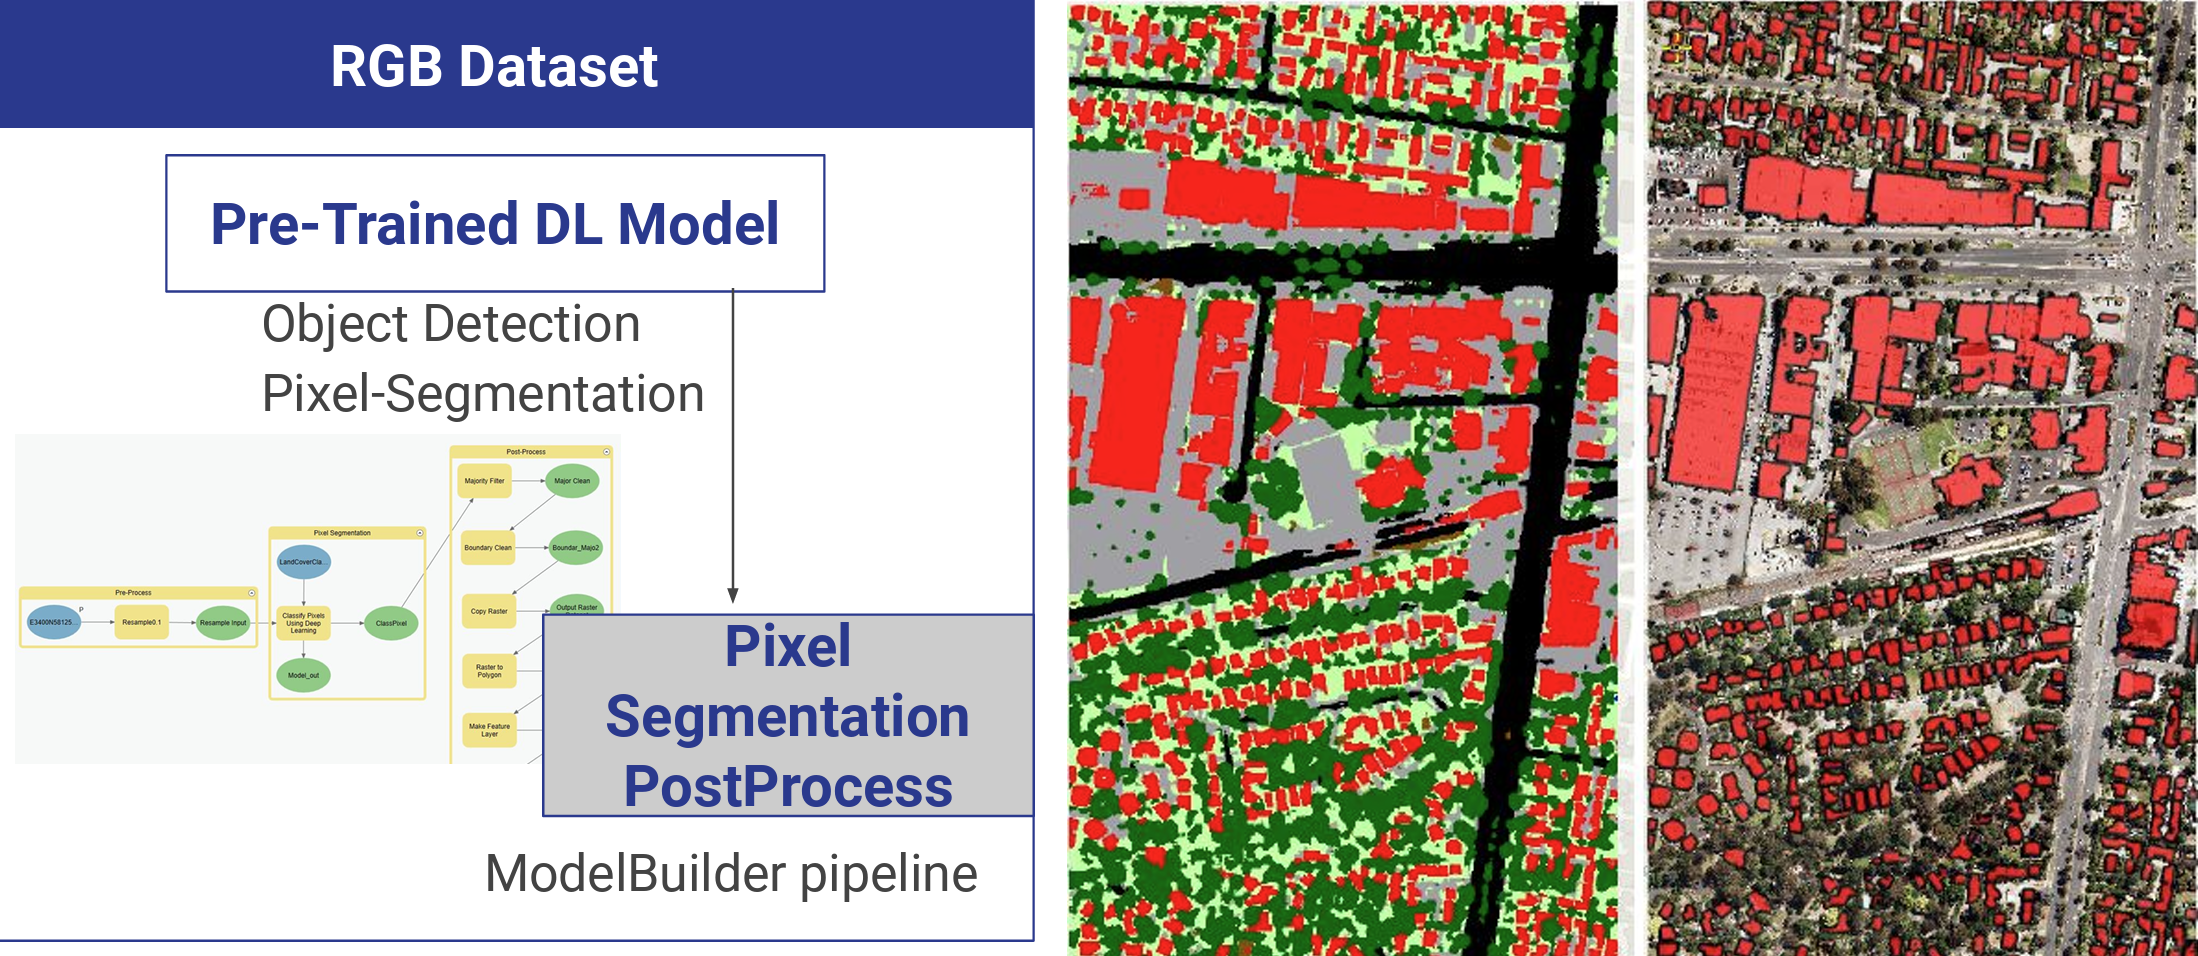 RGB Dataset
Pre-Trained DL Model
Object Detection
Pixel-Segmentation
Post-Process
Majority Filter
Major Clean
Boundary Clean
Boundar_Majo2
Copy Raster
Output Raster
Raster to
Polygon
Make Feature
Layer
Pixel Segmentation
LandCoverCla...
Classify Pixels
Using Deep
Learning
ClassPixel
Model_out
Pre-Process
E3400N58125...
P
Resample0.1
Resample Input
Pixel
Segmentation
PostProcess
ModelBuilder pipeline